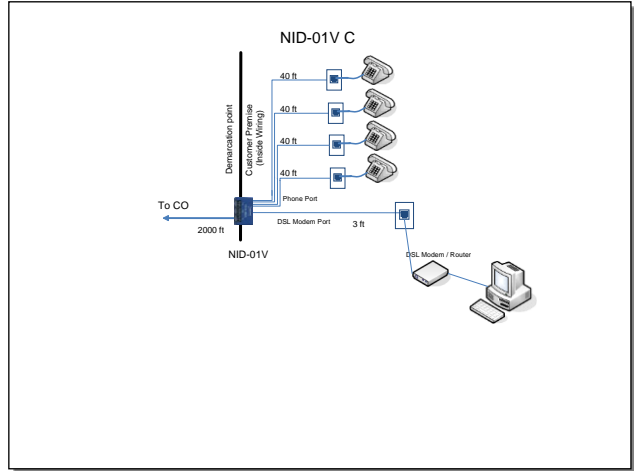 NID-01V C
40 ft
40 ft
40 ft
40 ft
Demarcation point
Customer Premise
(Inside Wiring)
To CO
2000 ft
Phone Port
DSL Modem Port
3 ft
NID-01V
DSL Modem / Router